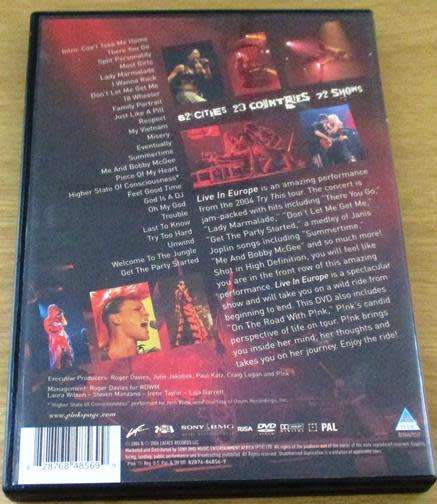 Intro: Can't Take Me Home
There You Go
Split Personality
Most Girls
Lady Marmalade
I Wanna Rock
Don't Let Me Get Me
18 Wheeler
Family Portrait
Just Like A Pill
Respect
My Vietnam
Misery
Eventually
Summertime
Me And Bobby McGee
Piece Of My Heart
Higher State Of Consciousness*
Feel Good Time
God Is A DJ
Oh My God
Trouble
Last To Know
Try Too Hard
Unwind
Welcome To The Jungle
Get The Party Started
62 CITIES 23 COUNTRIES 72 SHOWS
Live In Europe is an amazing performance
from the 2004 Try This tour. The concert is
jam-packed with hits including "There You Go,"
"Lady Marmalade," "Don't Let Me Get Me,"
"Get The Party Started," a medley of Janis
Joplin songs including "Summertime,"
"Me And Bobby McGee" and so much more!
Shot in High Definition, you will feel like
you are in the front row of this amazing
performance. Live In Europe is a spectacular
show and will take you on a wild ride from
beginning to end. This DVD also includes
"On The Road With P!nk," P!nk's candid
perspective of life on tour. P!nk brings
you inside her mind, her thoughts and
takes you on her journey. Enjoy the ride!
Executive Producers: Roger Davies, Julie Jakobek, Paul Katz, Craig Logan and P!nk
Management: Roger Davies for RDWM
Laura Wilson - Steven Manzano - Irene Taylor - Lisa Garrett
www.pinkspage.com
SONY BMG
MUSIC ENTERTAINMENT
RiSA
DVD
VIDEO
PAL